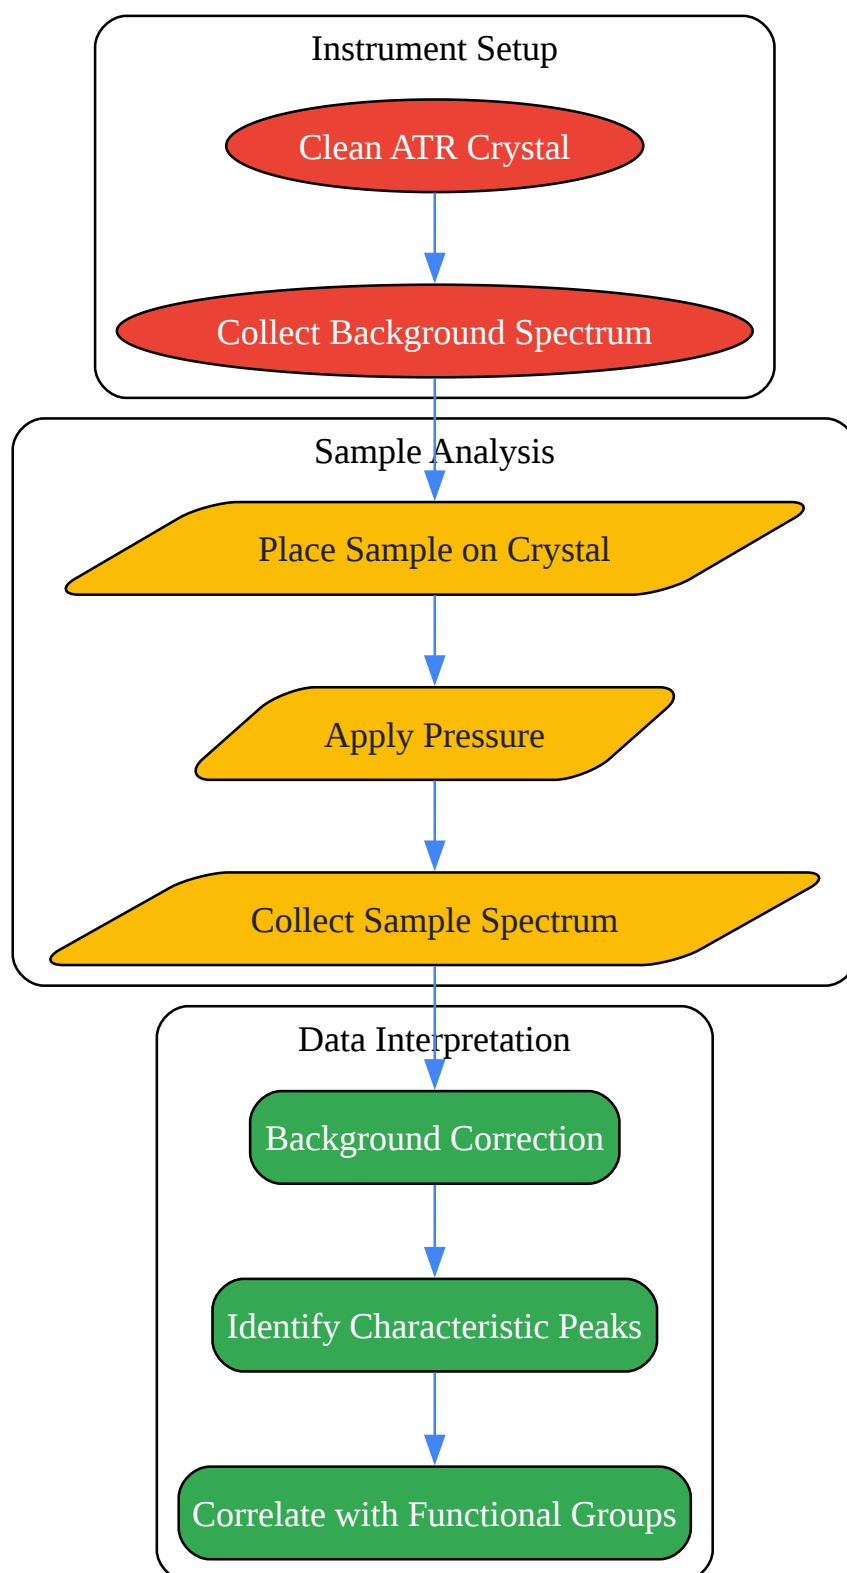 Instrument Setup
Clean ATR Crystal
Collect Background Spectrum
Sample Analysis
Place Sample on Crystal
Apply Pressure
Collect Sample Spectrum
Data Interpretation
Background Correction
Identify Characteristic Peaks
Correlate with Functional Groups